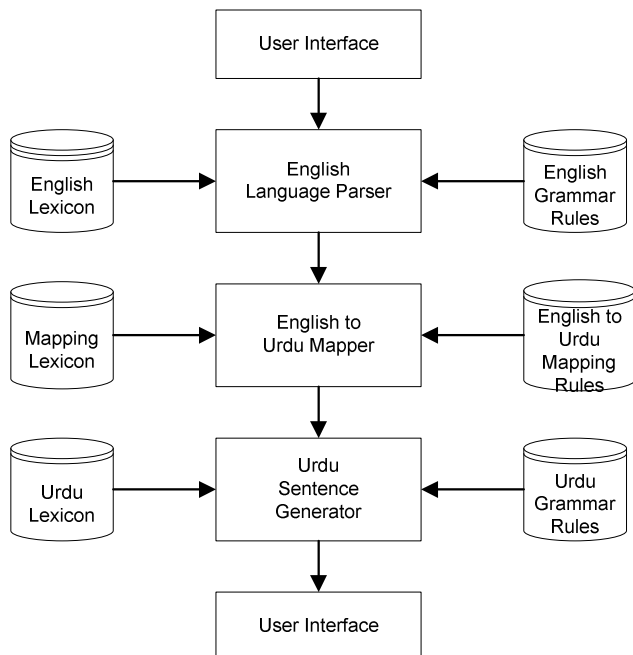 User Interface
English
Lexicon
English
Language Parser
English
Grammar
Rules
Mapping
Lexicon
English to
Urdu Mapper
English to
Urdu
Mapping
Rules
Urdu
Lexicon
Urdu
Sentence
Generator
Urdu
Grammar
Rules
User Interface